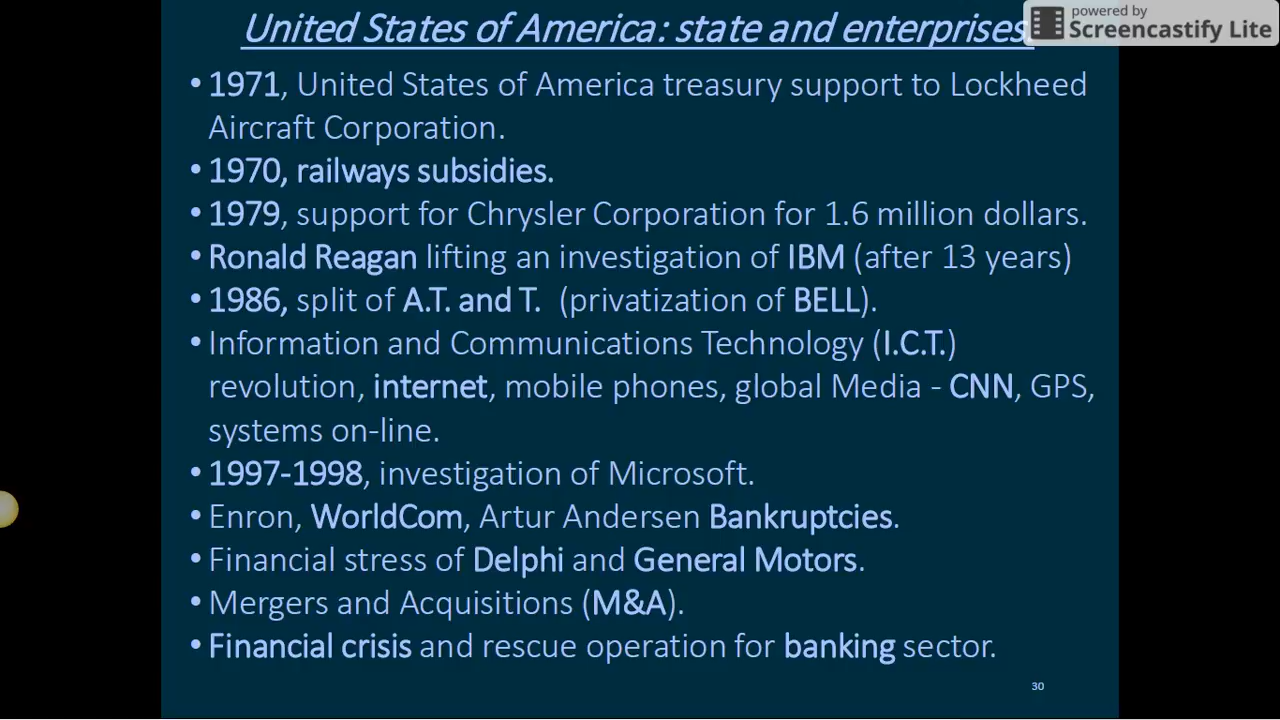 United States of America: state and enterprises.
powered by
Screencastify Lite
• 1971, United States of America treasury support to Lockheed
Aircraft Corporation.
• 1970, railways subsidies.
• 1979, support for Chrysler Corporation for 1.6 million dollars.
• Ronald Reagan lifting an investigation of IBM (after 13 years)
• 1986, split of A.T. and T. (privatization of BELL).
• Information and Communications Technology (I.C.T.)
revolution, internet, mobile phones, global Media - CNN, GPS,
systems on-line.
• 1997-1998, investigation of Microsoft.
• Enron, WorldCom, Artur Andersen Bankruptcies.
• Financial stress of Delphi and General Motors.
• Mergers and Acquisitions (M&A).
• Financial crisis and rescue operation for banking sector.
30